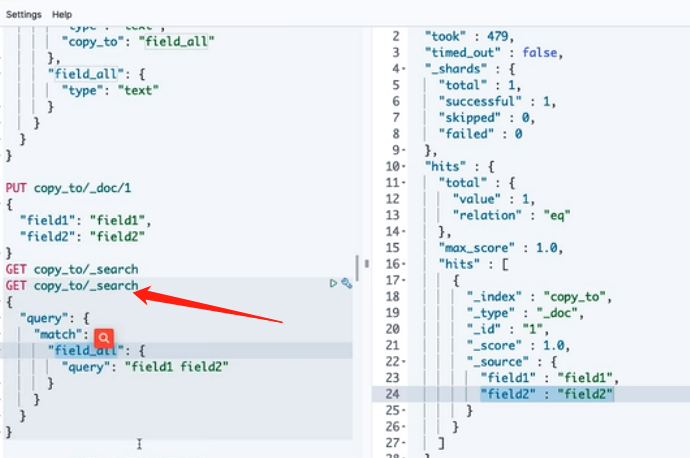 Settings Help
"type": "text",
"copy_to": "field_all"
},
"field_all": {
"type": "text"
}
}
}
}
PUT copy_to/_doc/1
{
"field1": "field1",
"field2": "field2"
}
GET copy_to/_search
GET copy_to/_search
{
"query": {
"match":
"field_all": {
"query": "field1 field2"
}
}
}
}
2 "took" : 479,
3 "timed_out" : false,
4 "_shards" : {
5 "total" : 1,
6 "successful" : 1,
7 "skipped" : 0,
8 "failed" : 0
9 },
10 "hits" : {
11 "total" : {
12 "value" : 1,
13 "relation" : "eq"
14 },
15 "max_score" : 1.0,
16 "hits" : [
17 {
18 "_index" : "copy_to",
19 "_type" : "_doc",
20 "_id" : "1",
21 "_score" : 1.0,
22 "_source" : {
23 "field1" : "field1",
24 "field2" : "field2"
25 }
26 }
27 ]